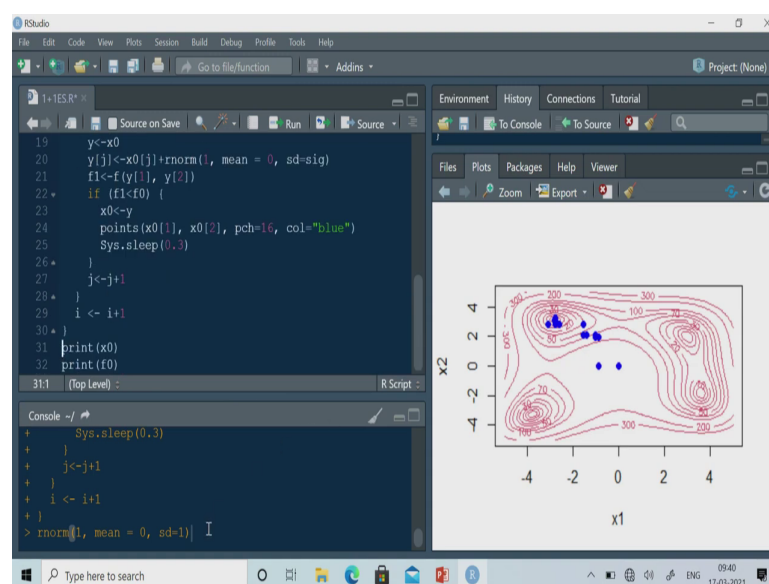 RStudio
File Edit Code View Plots Session Build Debug Profile Tools Help
Go to file/function Addins Project: (None)
1+1ES.R*
Source on Save Run Source
19 y<-x0
20 y[j]<-x0[j]+rnorm(1, mean = 0, sd=sig)
21 f1<-f(y[1], y[2])
22 if (f1<f0) {
23 x0<-y
24 points(x0[1], x0[2], pch=16, col="blue")
25 Sys.sleep(0.3)
26 }
27 j<-j+1
28 }
29 i <- i+1
30 }
31 print(x0)
32 print(f0)
31:1 (Top Level) R Script
Console ~/
+ Sys.sleep(0.3)
+ }
+ j<-j+1
+ }
+ i <- i+1
+ }
> rnorm(1, mean = 0, sd=1)
Environment History Connections Tutorial
To Console To Source
Files Plots Packages Help Viewer
Zoom Export
200 300
100 70
300
50
300
70
100 300 200
x2
4
2
0
-2
-4
-4 -2 0 2 4
x1
Type here to search
ENG 09:40
17-03-2021